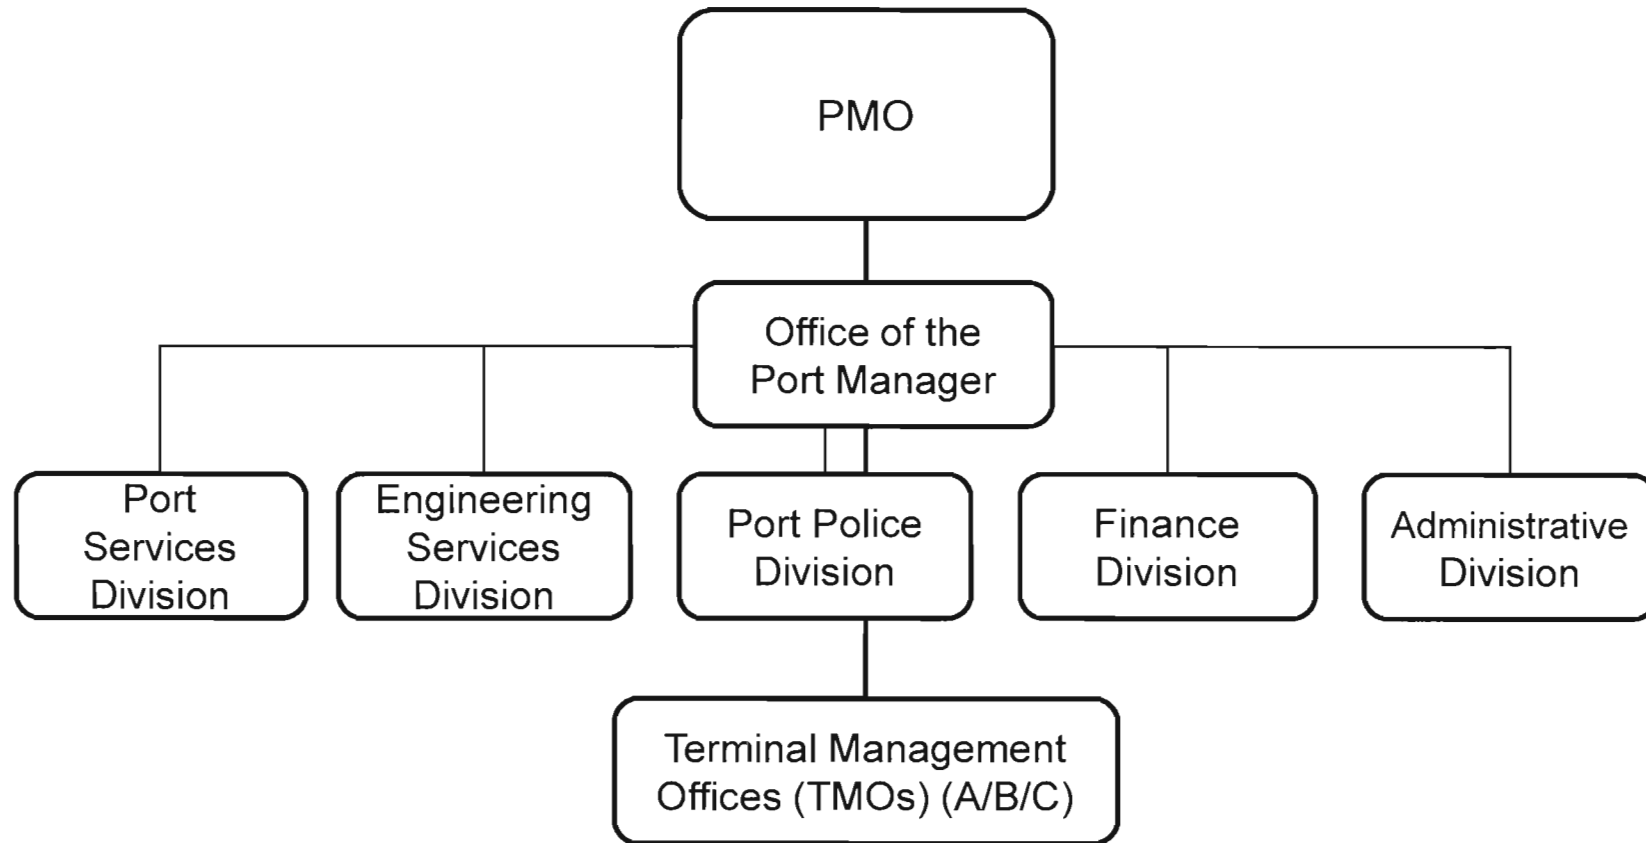 PMO
Office of the
Port Manager
Port
Services
Division
Engineering
Services
Division
Port Police
Division
Finance
Division
Administrative
Division
Terminal Management
Offices (TMOs) (A/B/C)